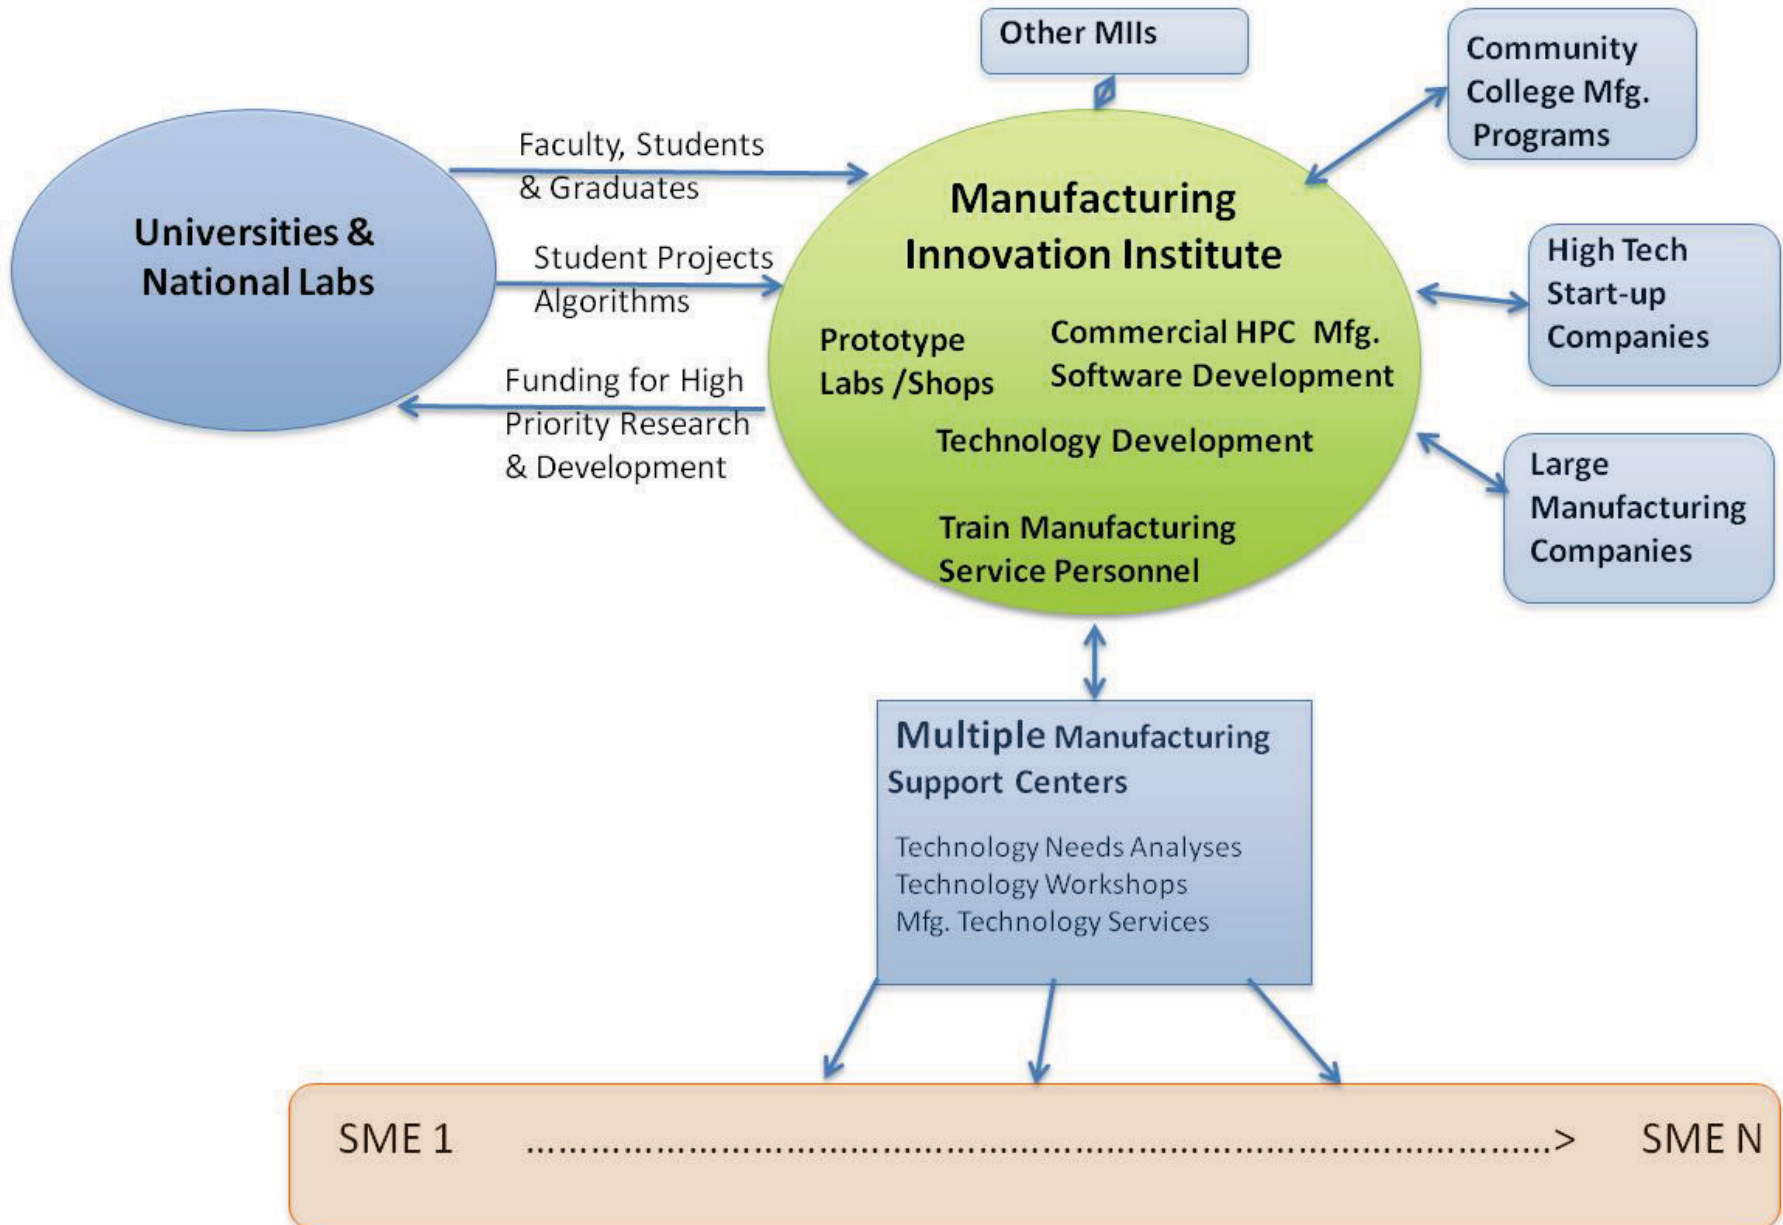 Other MIIs
Community
College Mfg.
Programs
Faculty, Students
& Graduates
Universities &
National Labs
Student Projects
Algorithms
Funding for High
Priority Research
& Development
Manufacturing
Innovation Institute
Prototype
Labs /Shops
Commercial HPC Mfg.
Software Development
Technology Development
Train Manufacturing
Service Personnel
High Tech
Start-up
Companies
Large
Manufacturing
Companies
Multiple Manufacturing
Support Centers
Technology Needs Analyses
Technology Workshops
Mfg. Technology Services
SME 1 ……………………………………………………………………………………> SME N